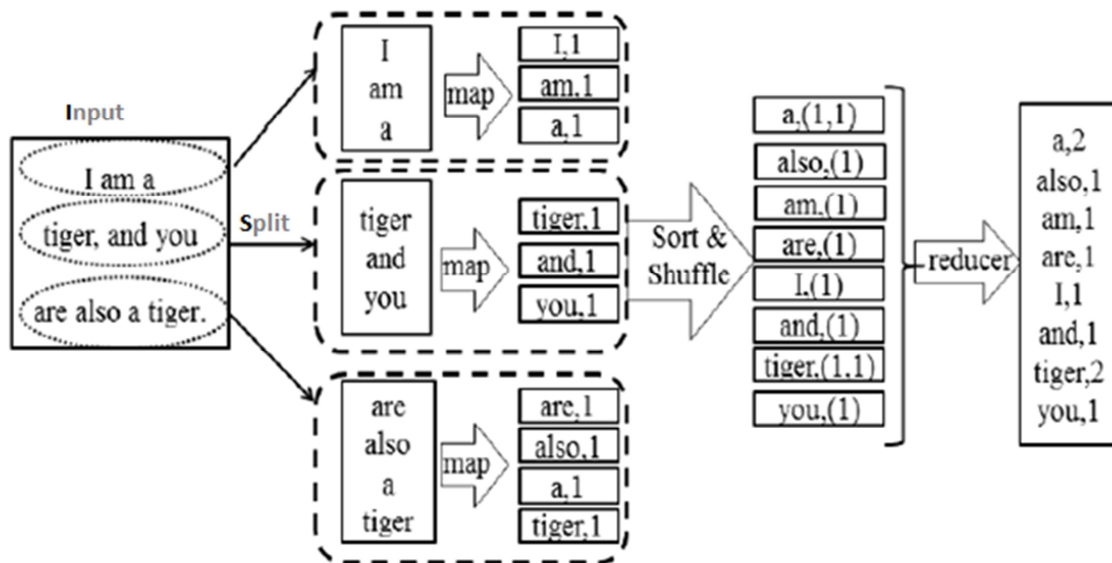 Input
I am a
tiger, and you
are also a tiger.
Split
I
am
a
map
I,1
am,1
a,1
tiger
and
you
map
tiger,1
and,1
you,1
are
also
a
tiger
map
are,1
also,1
a,1
tiger,1
Sort &
Shuffle
a,(1,1)
also,(1)
am,(1)
are,(1)
I,(1)
and,(1)
tiger,(1,1)
you,(1)
reducer
a,2
also,1
am,1
are,1
I,1
and,1
tiger,2
you,1